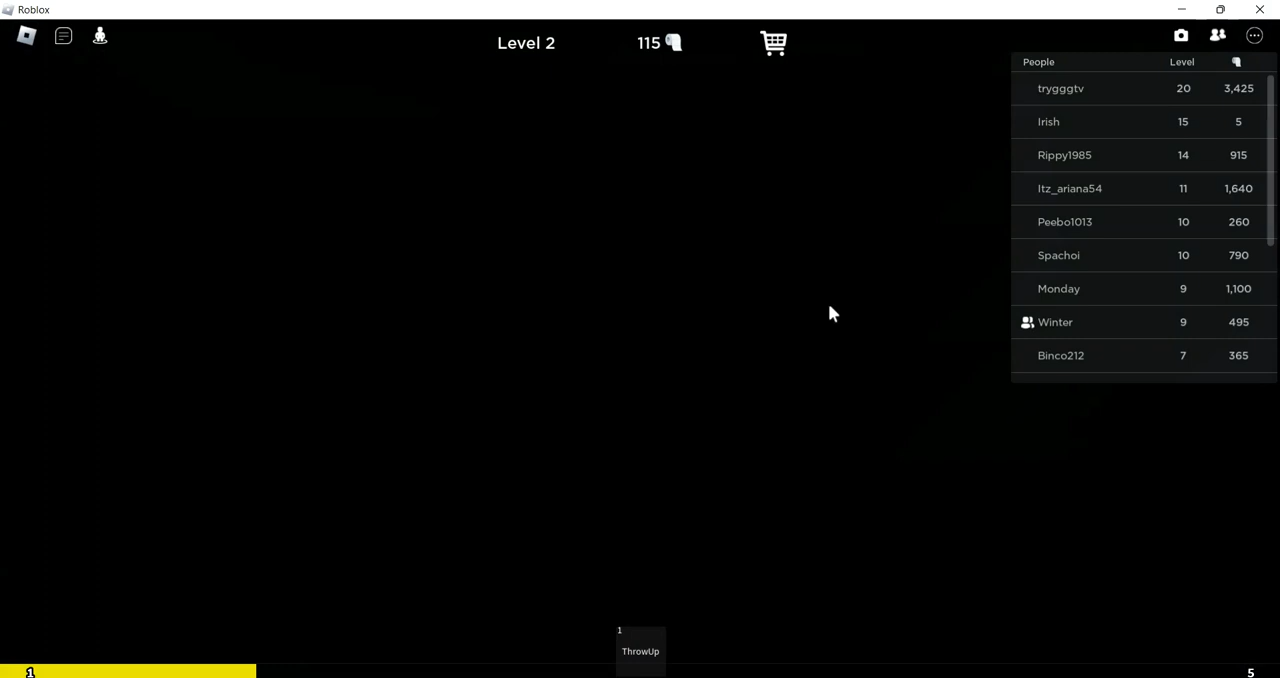 Roblox
Level 2 115
People Level
trygggtv 20 3,425
Irish 15 5
Rippy1985 14 915
Itz_ariana54 11 1,640
Peebo1013 10 260
Spachoi 10 790
Monday 9 1,100
Winter 9 495
Binco212 7 365
1
ThrowUp
1 5